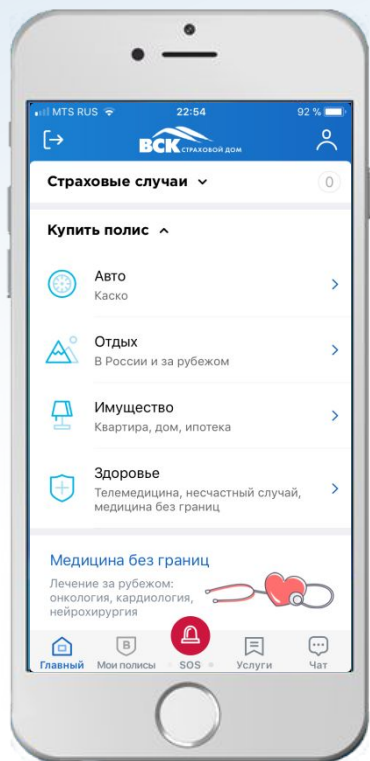 MTS RUS 22:54 92 %
ВСК СТРАХОВОЙ ДОМ
Страховые случаи 0
Купить полис
Авто
Каско
Отдых
В России и за рубежом
Имущество
Квартира, дом, ипотека
Здоровье
Телемедицина, несчастный случай,
медицина без границ
Медицина без границ
Лечение за рубежом:
онкология, кардиология,
нейрохирургия
В
Главный Мои полисы SOS Услуги Чат